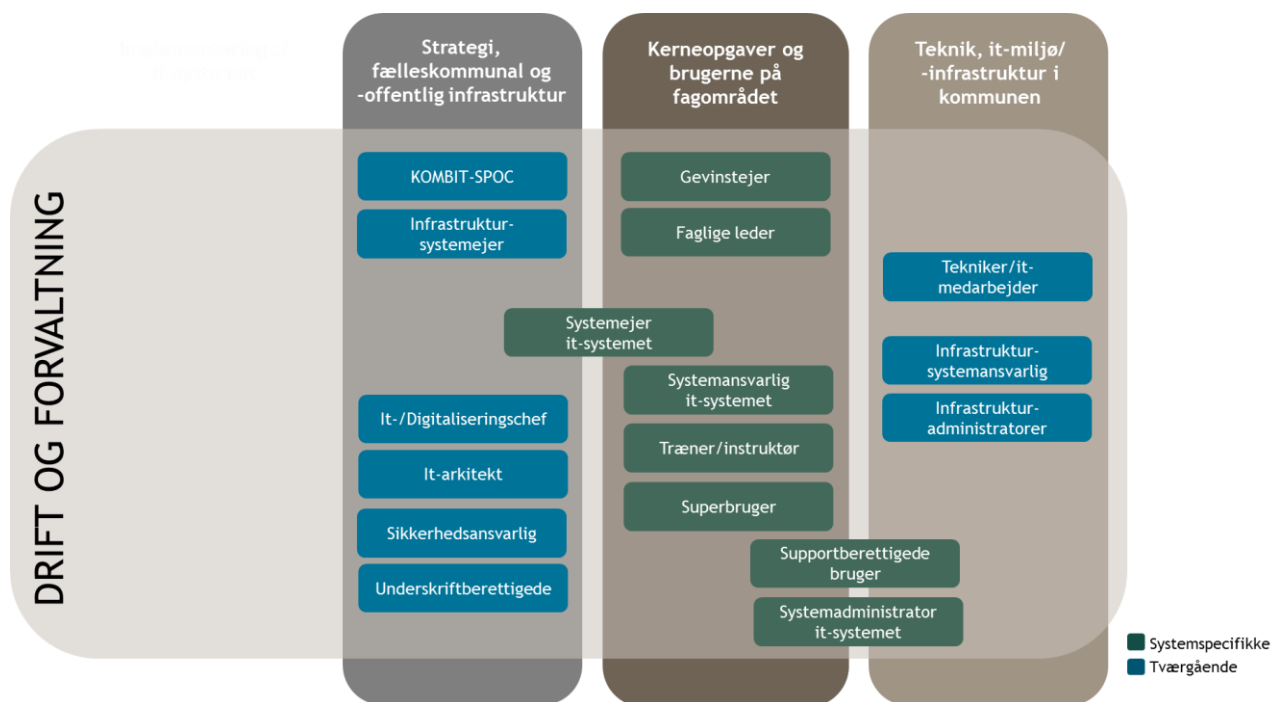 Strategi,
fælleskommunal og
-offentlig infrastruktur
Kerneopgaver og
brugerne på
fagområdet
Teknik, it-miljø/
-infrastruktur i
kommunen
DRIFT OG FORVALTNING
KOMBIT-SPOC
Infrastruktur-
systemejer
Gevinstejer
Faglige leder
Tekniker/it-
medarbejder
Systemejer
it-systemet
Infrastruktur-
systemansvarlig
Systemansvarlig
it-systemet
It-/Digitaliseringschef
Infrastruktur-
administratorer
Træner/instruktør
It-arkitekt
Superbruger
Sikkerhedsansvarlig
Supportberettigede
bruger
Underskriftberettigede
Systemadministrator
it-systemet
Systemspecifikke
Tværgående